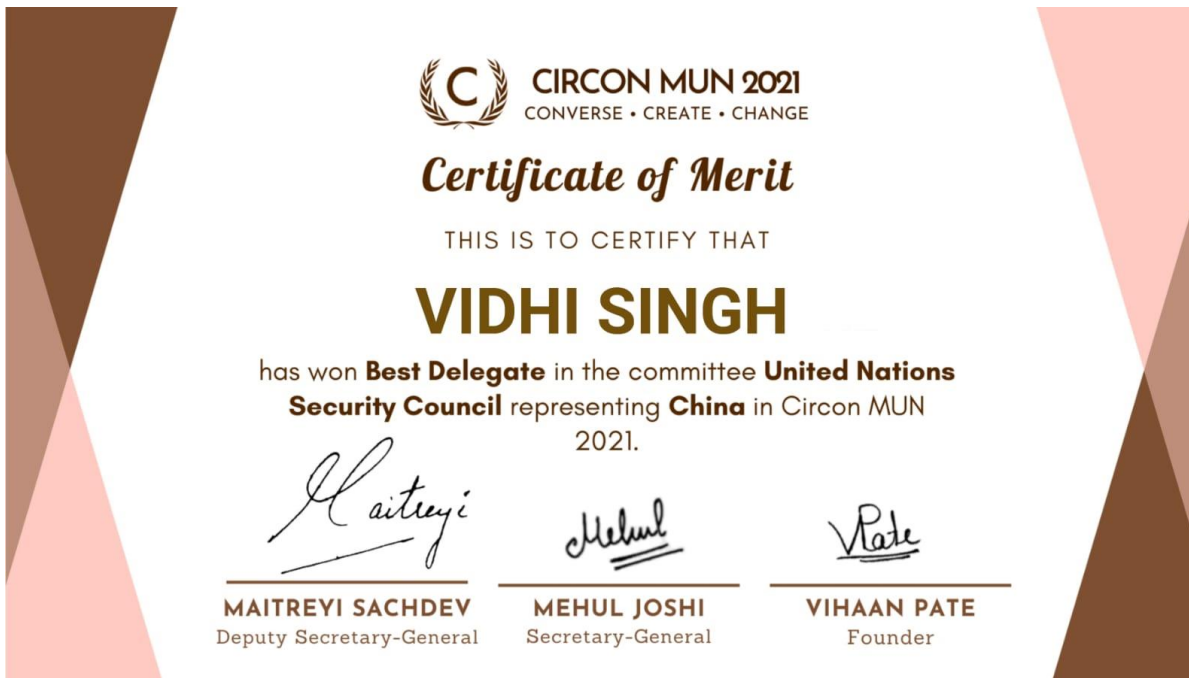 C
CIRCON MUN 2021
CONVERSE • CREATE • CHANGE
Certificate of Merit
THIS IS TO CERTIFY THAT
VIDHI SINGH
has won Best Delegate in the committee United Nations
Security Council representing China in Circon MUN
2021.
Maitreyi
Mehul
VPate
MAITREYI SACHDEV
MEHUL JOSHI
VIHAAN PATE
Deputy Secretary-General
Secretary-General
Founder